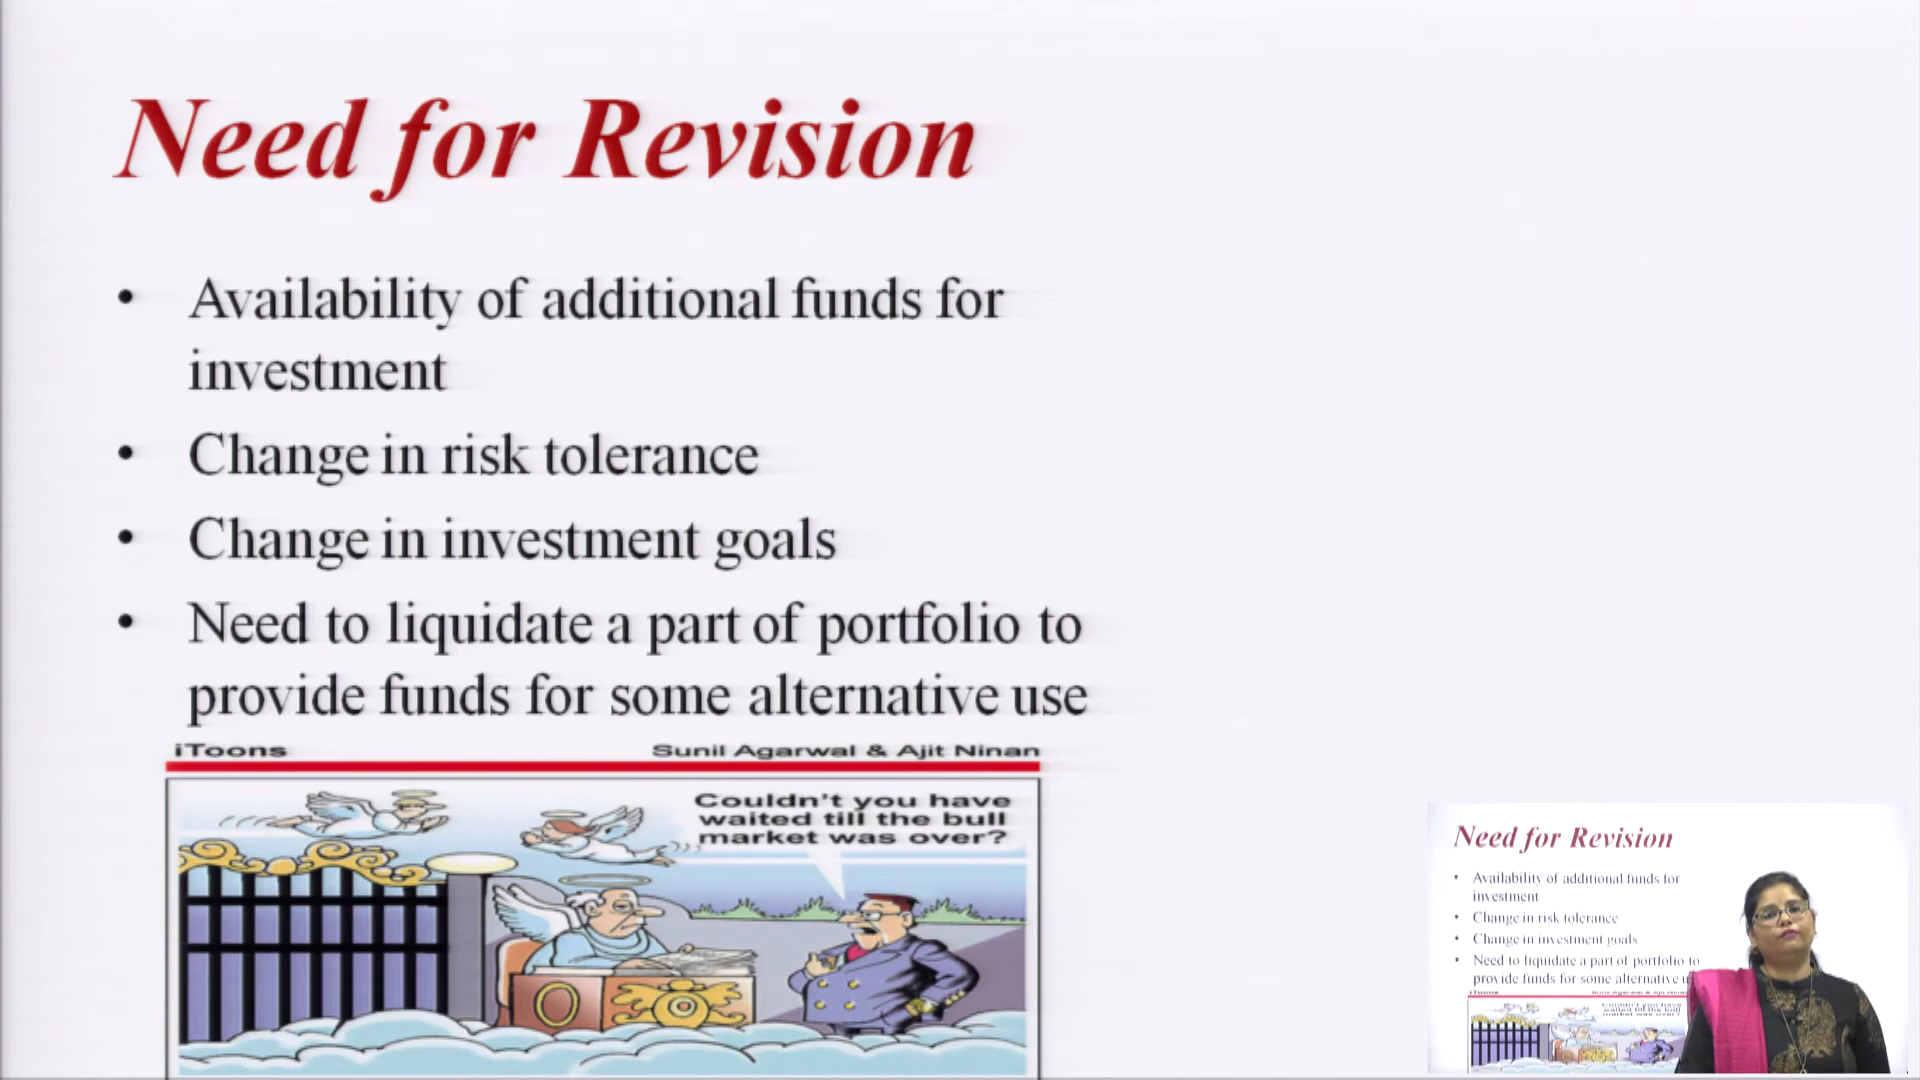 Need for Revision
• Availability of additional funds for
investment
• Change in risk tolerance
• Change in investment goals
• Need to liquidate a part of portfolio to
provide funds for some alternative use
iToons Sunil Agarwal & Ajit Ninan
Couldn't you have
waited till the bull
market was over?
Need for Revision
• Availability of additional funds for
investment
• Change in risk tolerance
• Change in investment goals
• Need to liquidate a part of portfolio to
provide funds for some alternative